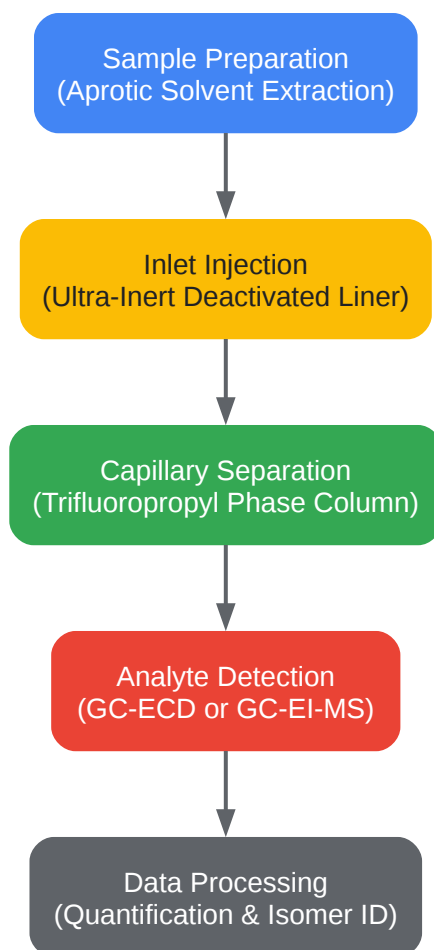 Sample Preparation
(Aprotic Solvent Extraction)
Inlet Injection
(Ultra-Inert Deactivated Liner)
Capillary Separation
(Trifluoropropyl Phase Column)
Analyte Detection
(GC-ECD or GC-EI-MS)
Data Processing
(Quantification & Isomer ID)